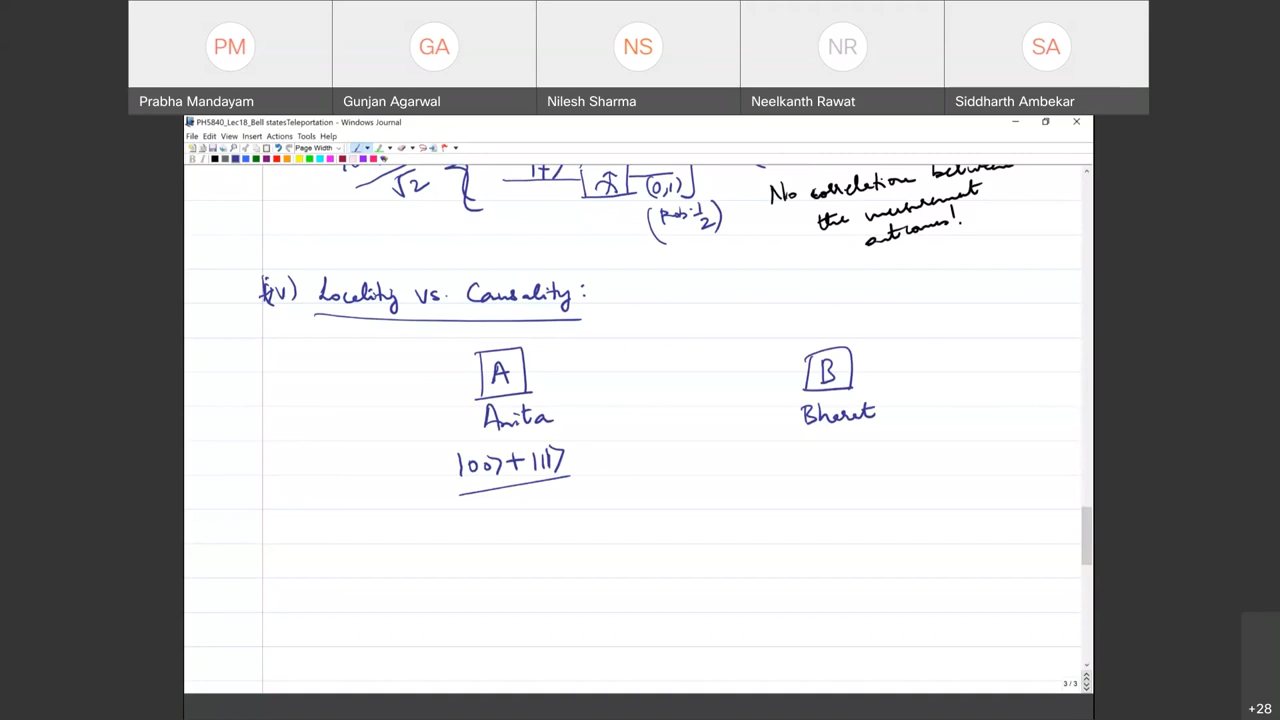 PM GA NS NR SA
Prabha Mandayam Gunjan Agarwal Nilesh Sharma Neelkanth Rawat Siddharth Ambekar
PH5840_Lec18_Bell statesTeleportation - Windows Journal
File Edit View Insert Actions Tools Help
Page Width
B I
√2 |+> (0,1)
(Prob: 1/2)
No correlation between
the measurement
outcomes!
(iv) Locality vs. Causality:
A B
Anita Bharat
|00>+|11>
3 / 3
+28